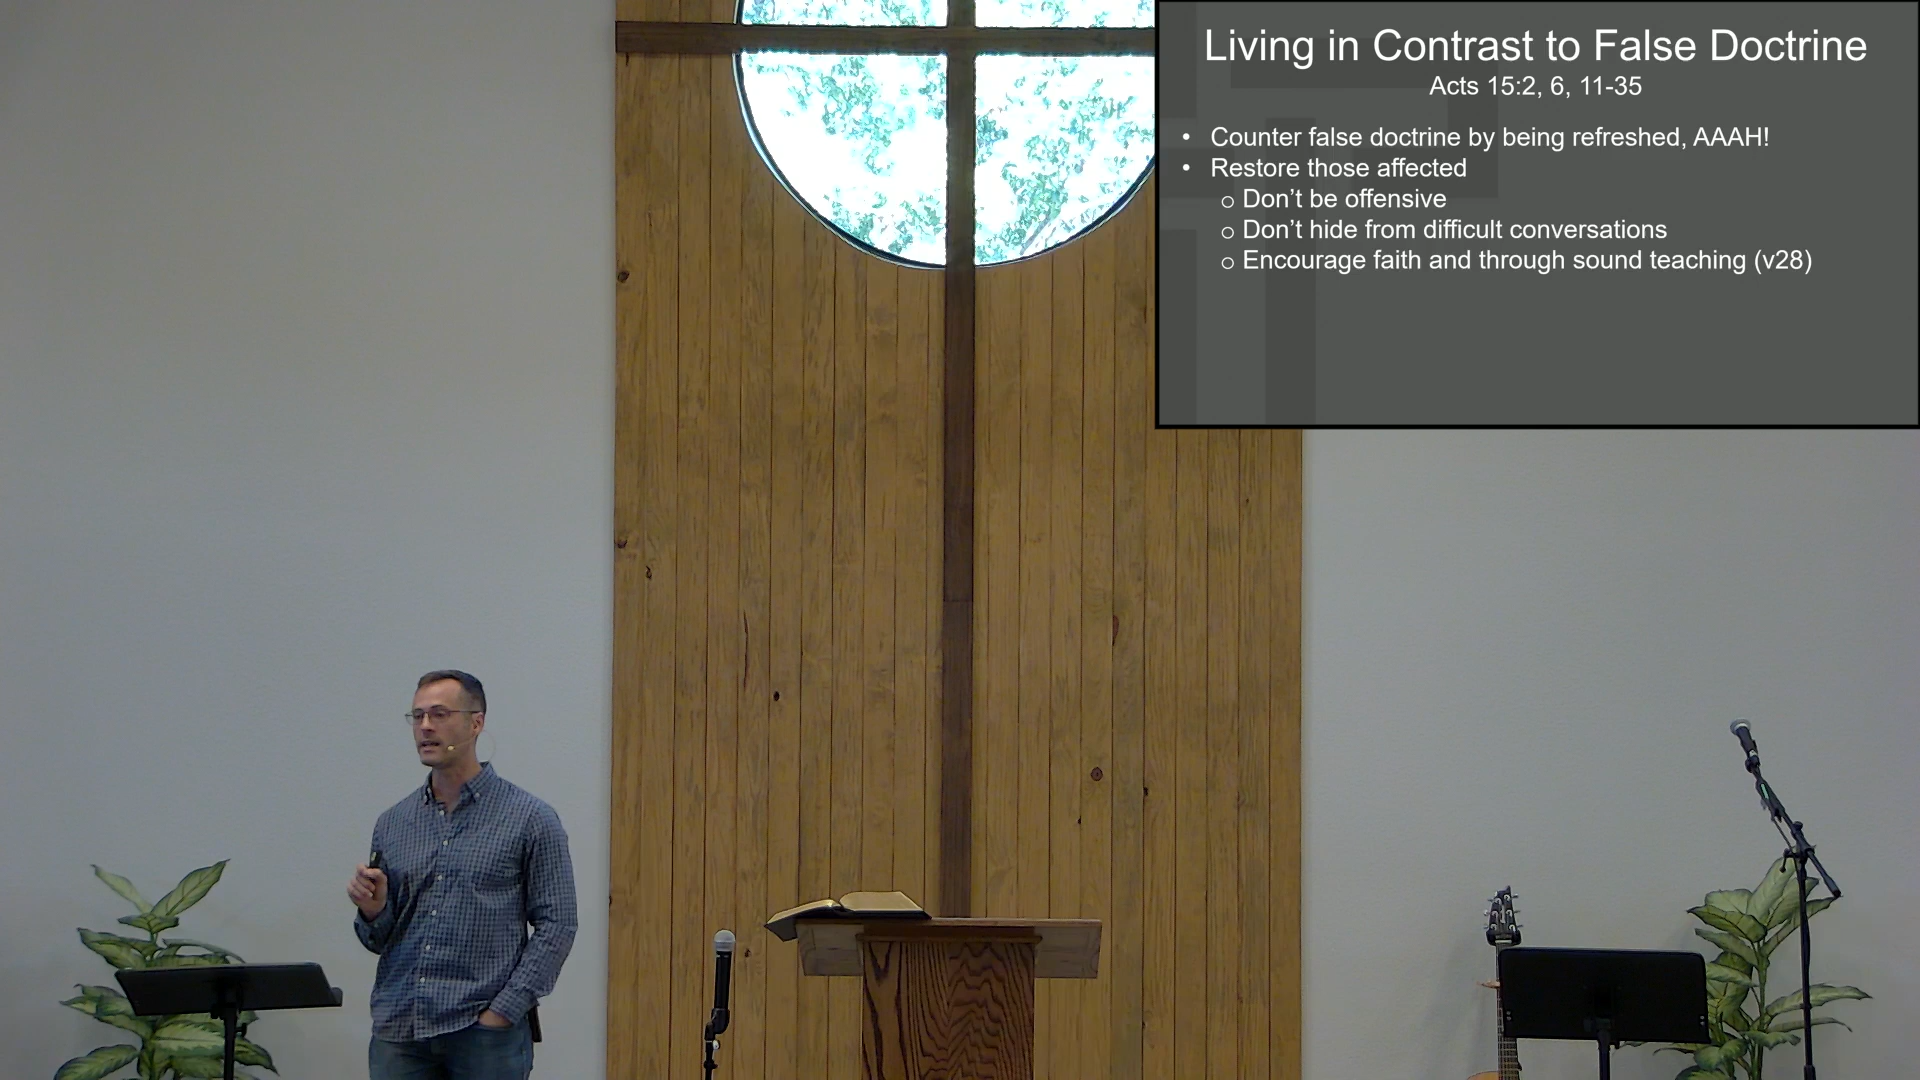 Living in Contrast to False Doctrine
Acts 15:2, 6, 11-35
• Counter false doctrine by being refreshed, AAAH!
• Restore those affected
○ Don’t be offensive
○ Don’t hide from difficult conversations
○ Encourage faith and through sound teaching (v28)